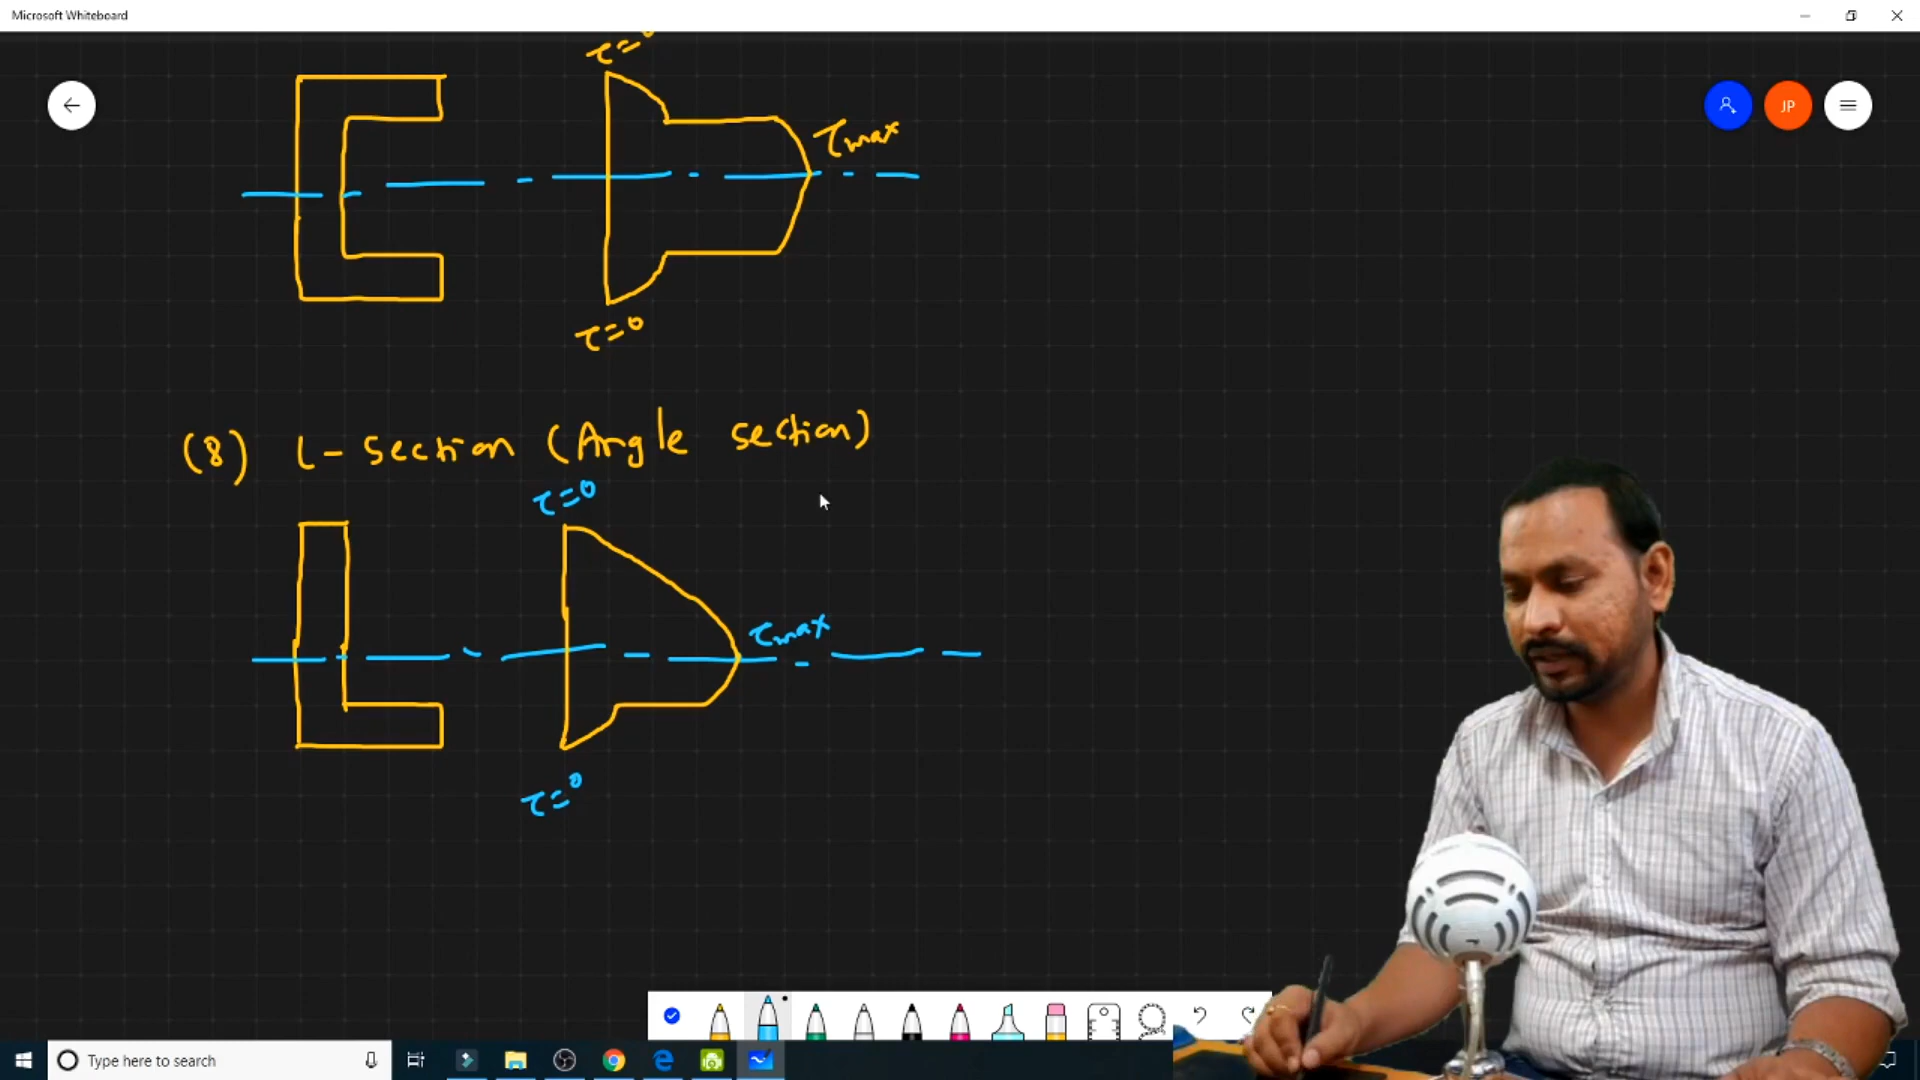 Microsoft Whiteboard
τ=0
JP
τmax
τ=0
(8) L-Section (Angle section)
τ=0
τmax
τ=0
Type here to search